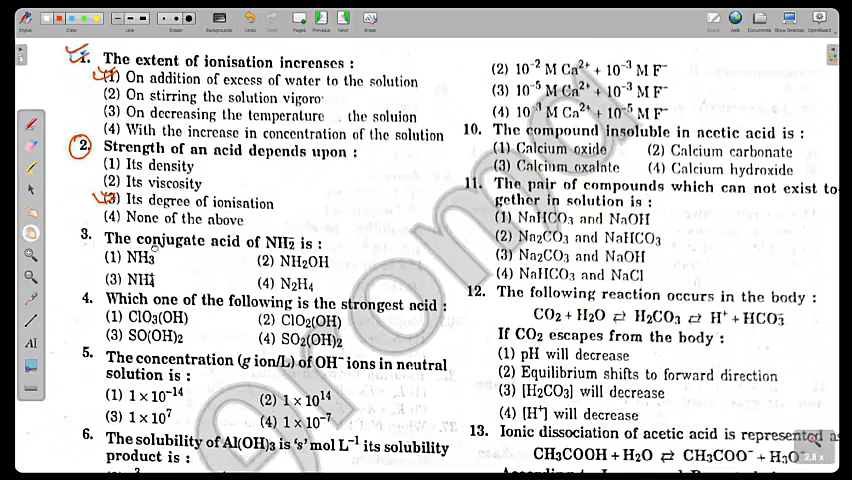 Stylus
Color
Line
Eraser
Backgrounds
Undo
Redo
Pages
Previous
Next
Erase
Board
Web
Documents
Show Desktop
OpenBoard
1. The extent of ionisation increases :
(1) On addition of excess of water to the solution
(2) On stirring the solution vigoro
(3) On decreasing the temperature the soluion
(4) With the increase in concentration of the solution
2. Strength of an acid depends upon :
(1) Its density
(2) Its viscosity
(3) Its degree of ionisation
(4) None of the above
3. The conjugate acid of NH₂⁻ is :
(1) NH₃ (2) NH₂OH
(3) NH₄⁺ (4) N₂H₄
4. Which one of the following is the strongest acid :
(1) ClO₃(OH) (2) ClO₂(OH)
(3) SO(OH)₂ (4) SO₂(OH)₂
5. The concentration (g ion/L) of OH⁻ ions in neutral
solution is :
(1) 1 × 10⁻¹⁴ (2) 1 × 10¹⁴
(3) 1 × 10⁷ (4) 1 × 10⁻⁷
6. The solubility of Al(OH)₃ is 's' mol L⁻¹ its solubility
product is :
(2) 10⁻² M Ca²⁺ + 10⁻³ M F⁻
(3) 10⁻⁵ M Ca²⁺ + 10⁻³ M F⁻
(4) 10⁻³ M Ca²⁺ + 10⁻⁵ M F⁻
10. The compound insoluble in acetic acid is :
(1) Calcium oxide (2) Calcium carbonate
(3) Calcium oxalate (4) Calcium hydroxide
11. The pair of compounds which can not exist to-
gether in solution is :
(1) NaHCO₃ and NaOH
(2) Na₂CO₃ and NaHCO₃
(3) Na₂CO₃ and NaOH
(4) NaHCO₃ and NaCl
12. The following reaction occurs in the body :
CO₂ + H₂O ⇄ H₂CO₃ ⇄ H⁺ + HCO₃⁻
If CO₂ escapes from the body :
(1) pH will decrease
(2) Equilibrium shifts to forward direction
(3) [H₂CO₃] will decrease
(4) [H⁺] will decrease
13. Ionic dissociation of acetic acid is represented as
CH₃COOH + H₂O ⇄ CH₃COO⁻ + H₃O⁺
2.8 x